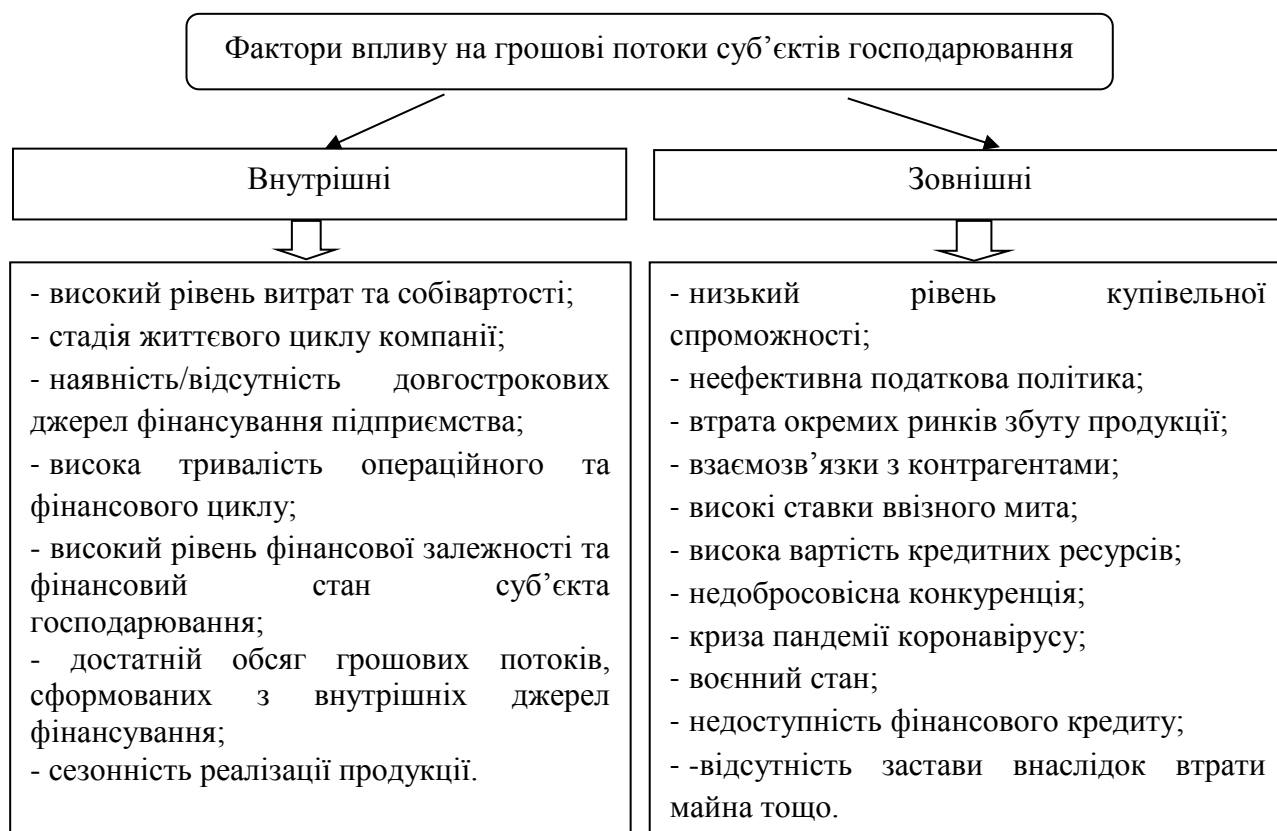 Фактори впливу на грошові потоки суб’єктів господарювання
Внутрішні
- високий рівень витрат та собівартості;
- стадія життєвого циклу компанії;
- наявність/відсутність довгострокових
джерел фінансування підприємства;
- висока тривалість операційного та
фінансового циклу;
- високий рівень фінансової залежності та
фінансовий стан суб’єкта
господарювання;
- достатній обсяг грошових потоків,
сформованих з внутрішніх джерел
фінансування;
- сезонність реалізації продукції.
Зовнішні
- низький рівень купівельної
спроможності;
- неефективна податкова політика;
- втрата окремих ринків збуту продукції;
- взаємозв’язки з контрагентами;
- високі ставки ввізного мита;
- висока вартість кредитних ресурсів;
- недобросовісна конкуренція;
- криза пандемії коронавірусу;
- воєнний стан;
- недоступність фінансового кредиту;
- -відсутність застави внаслідок втрати
майна тощо.